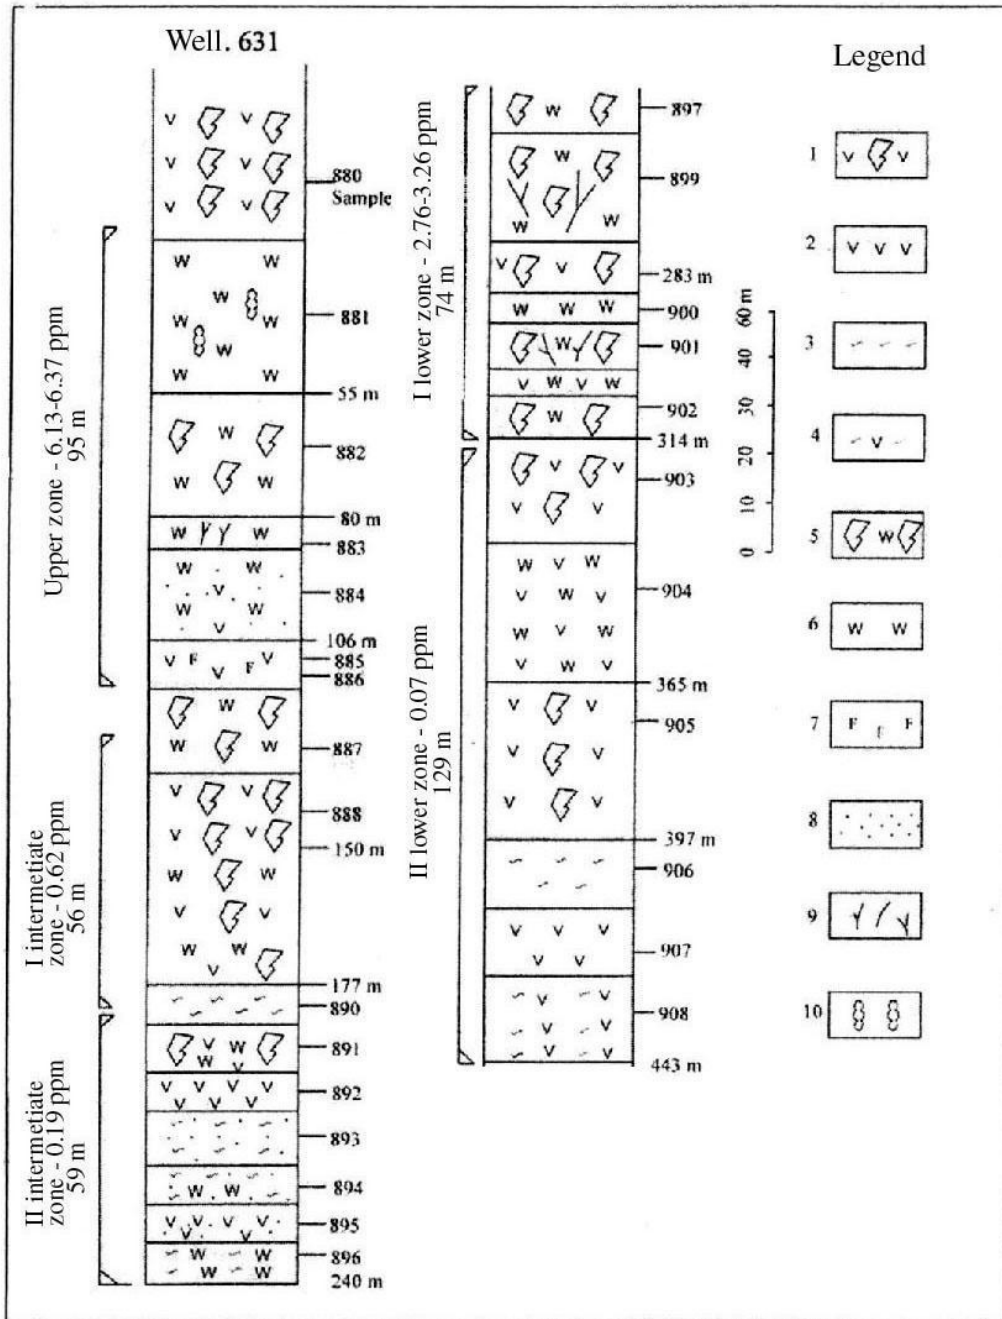 Well. 631
880
Sample
881
55 m
882
80 m
883
884
106 m
885
886
887
888
150 m
177 m
890
891
892
893
894
895
896
240 m
Upper zone - 6.13-6.37 ppm
95 m
I intermetiate
zone - 0.62 ppm
56 m
II intermetiate
zone - 0.19 ppm
59 m
897
899
283 m
900
901
902
314 m
903
904
365 m
905
397 m
906
907
908
443 m
I lower zone - 2.76-3.26 ppm
74 m
II lower zone - 0.07 ppm
129 m
60 m
40
30
20
10
0
Legend
1
v v
2
v v v
3
4
v
5
w
6
w w
7
F F F
8
9
10